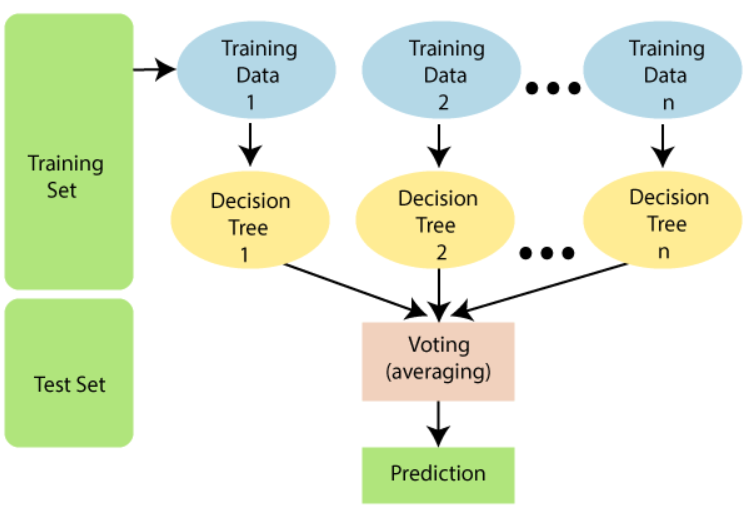 Training
Set
Training
Data
1
Training
Data
2
Training
Data
n
Decision
Tree
1
Decision
Tree
2
Decision
Tree
n
Test Set
Voting
(averaging)
Prediction